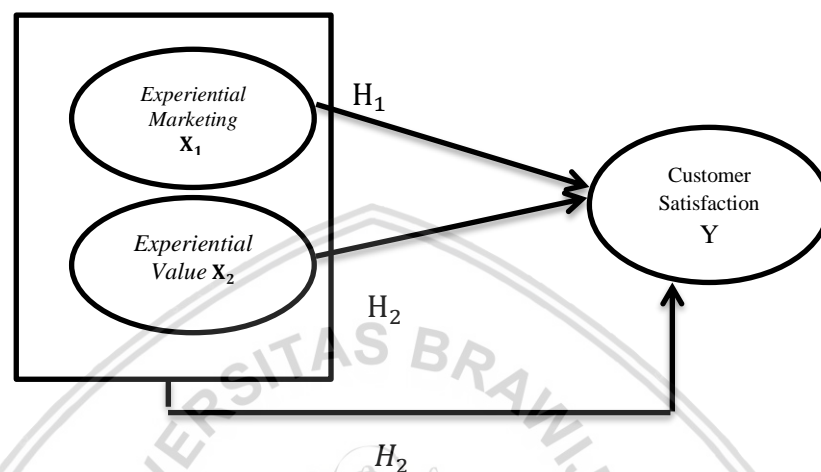 Experiential
Marketing
X₁
H₁
Customer
Satisfaction
Y
Experiential
Value X₂
H₂
H₂